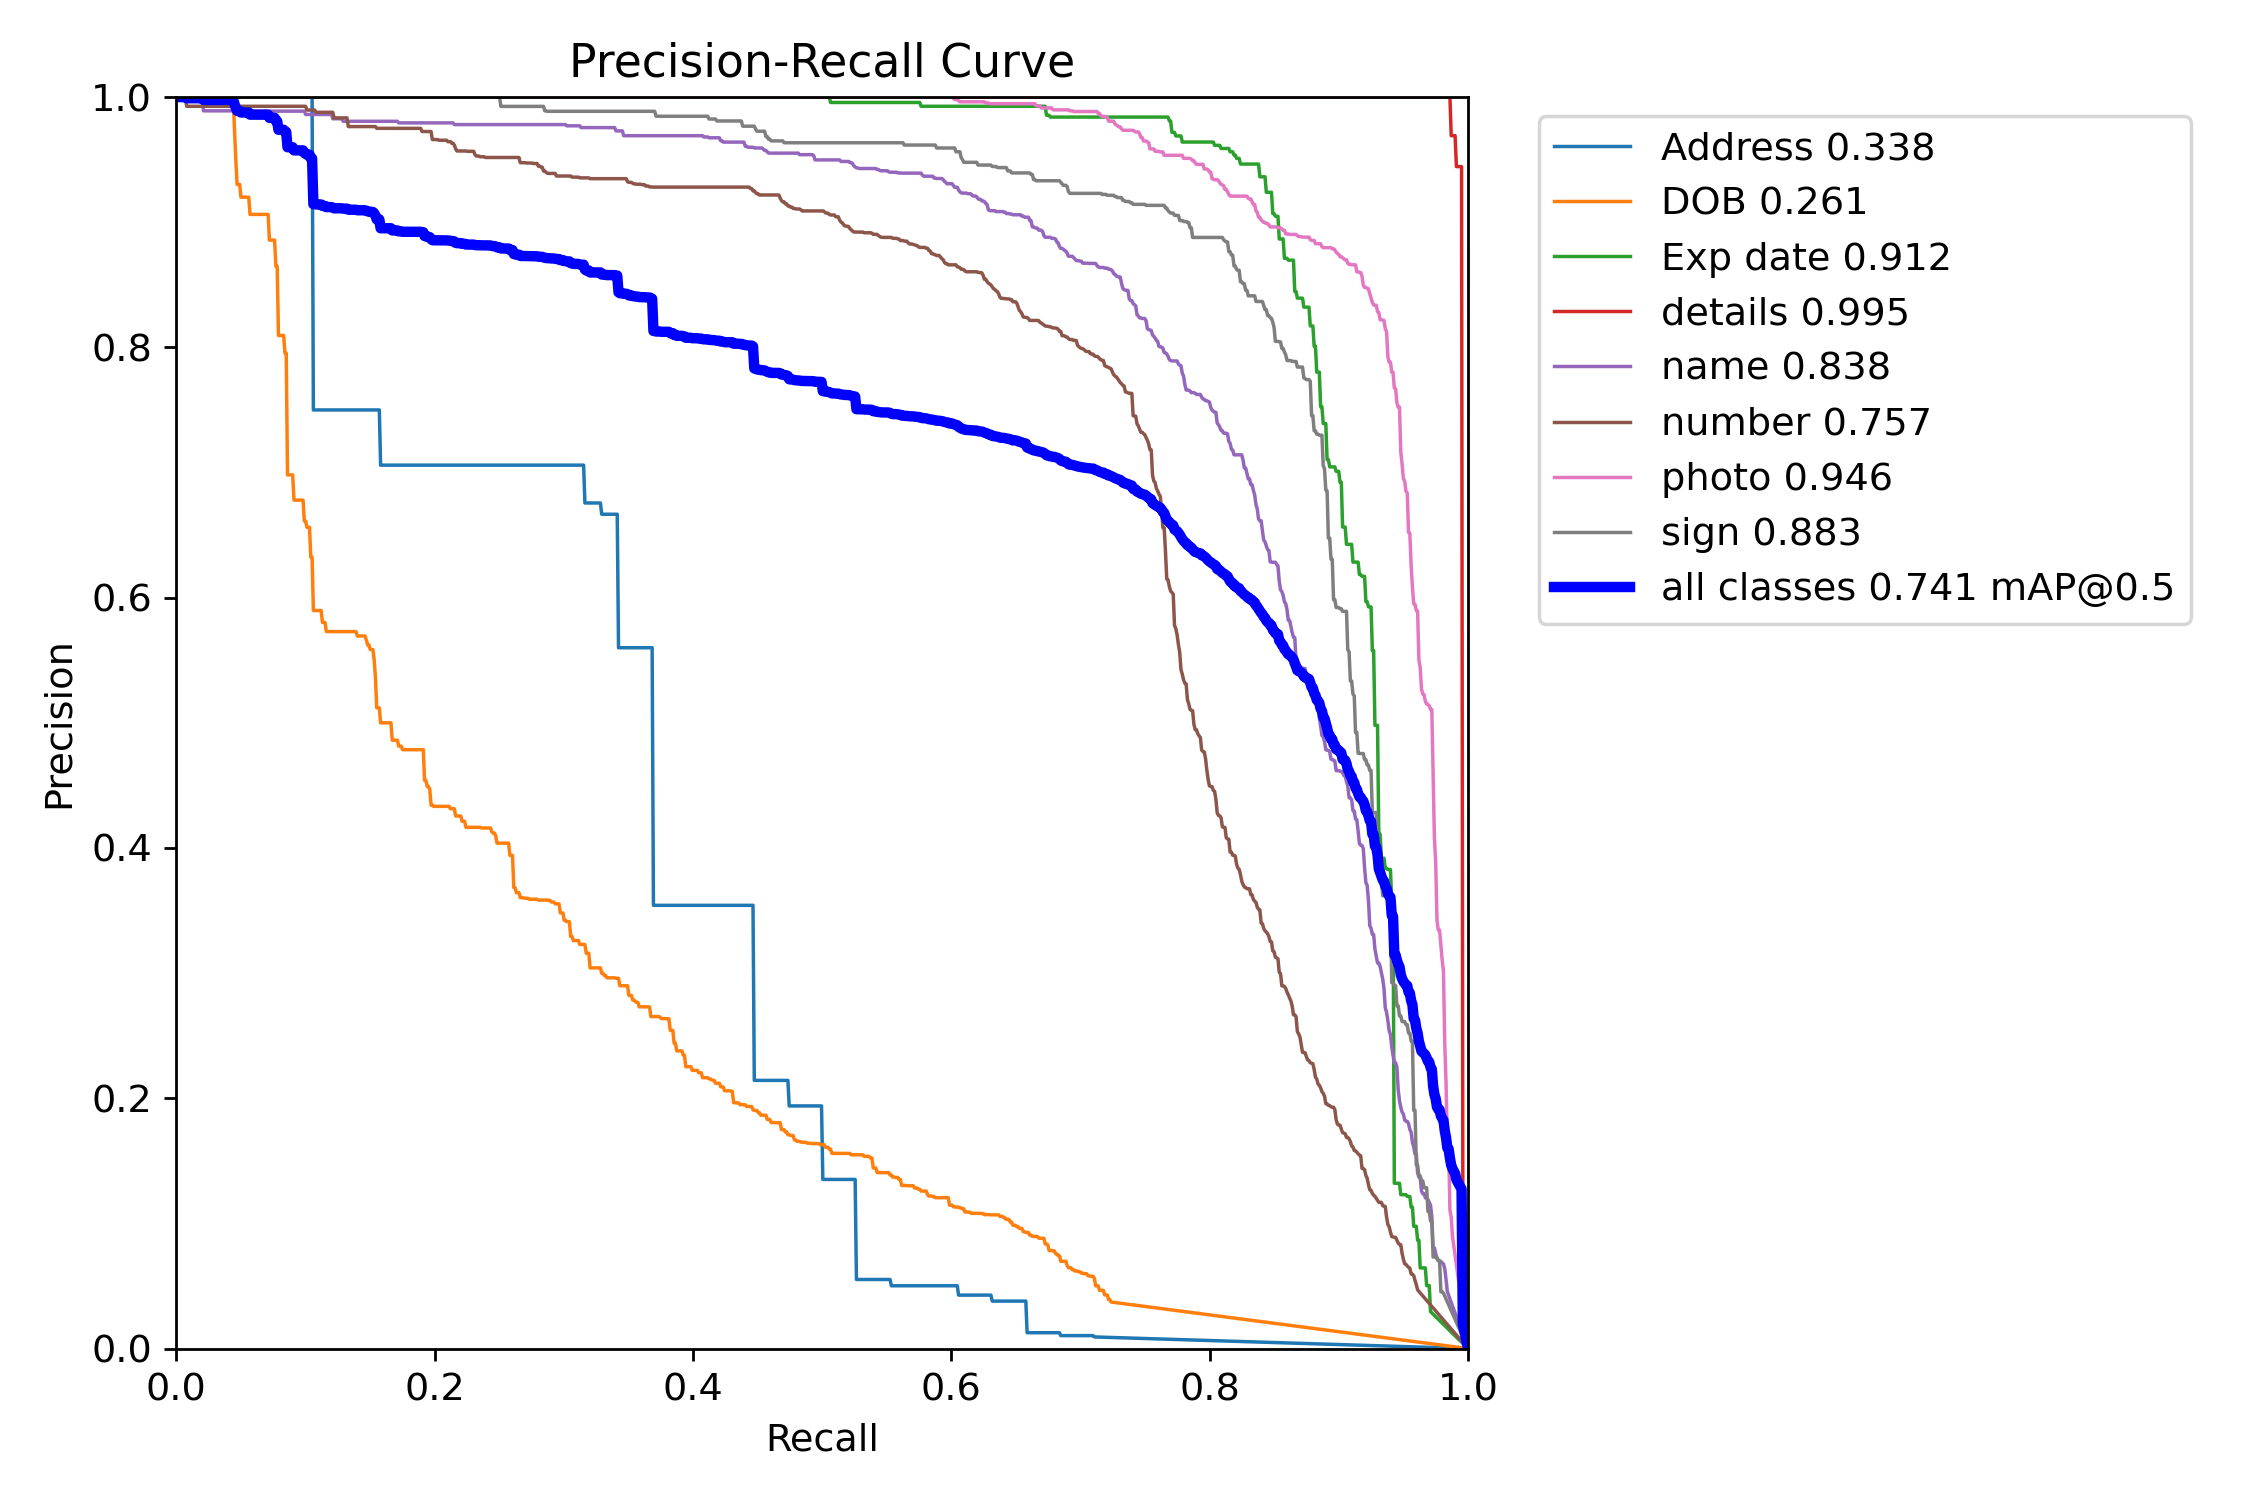 Precision-Recall Curve
1.0
0.8
0.6
0.4
0.2
0.0
Precision
0.0 0.2 0.4 0.6 0.8 1.0
Recall
Address 0.338
DOB 0.261
Exp date 0.912
details 0.995
name 0.838
number 0.757
photo 0.946
sign 0.883
all classes 0.741 mAP@0.5